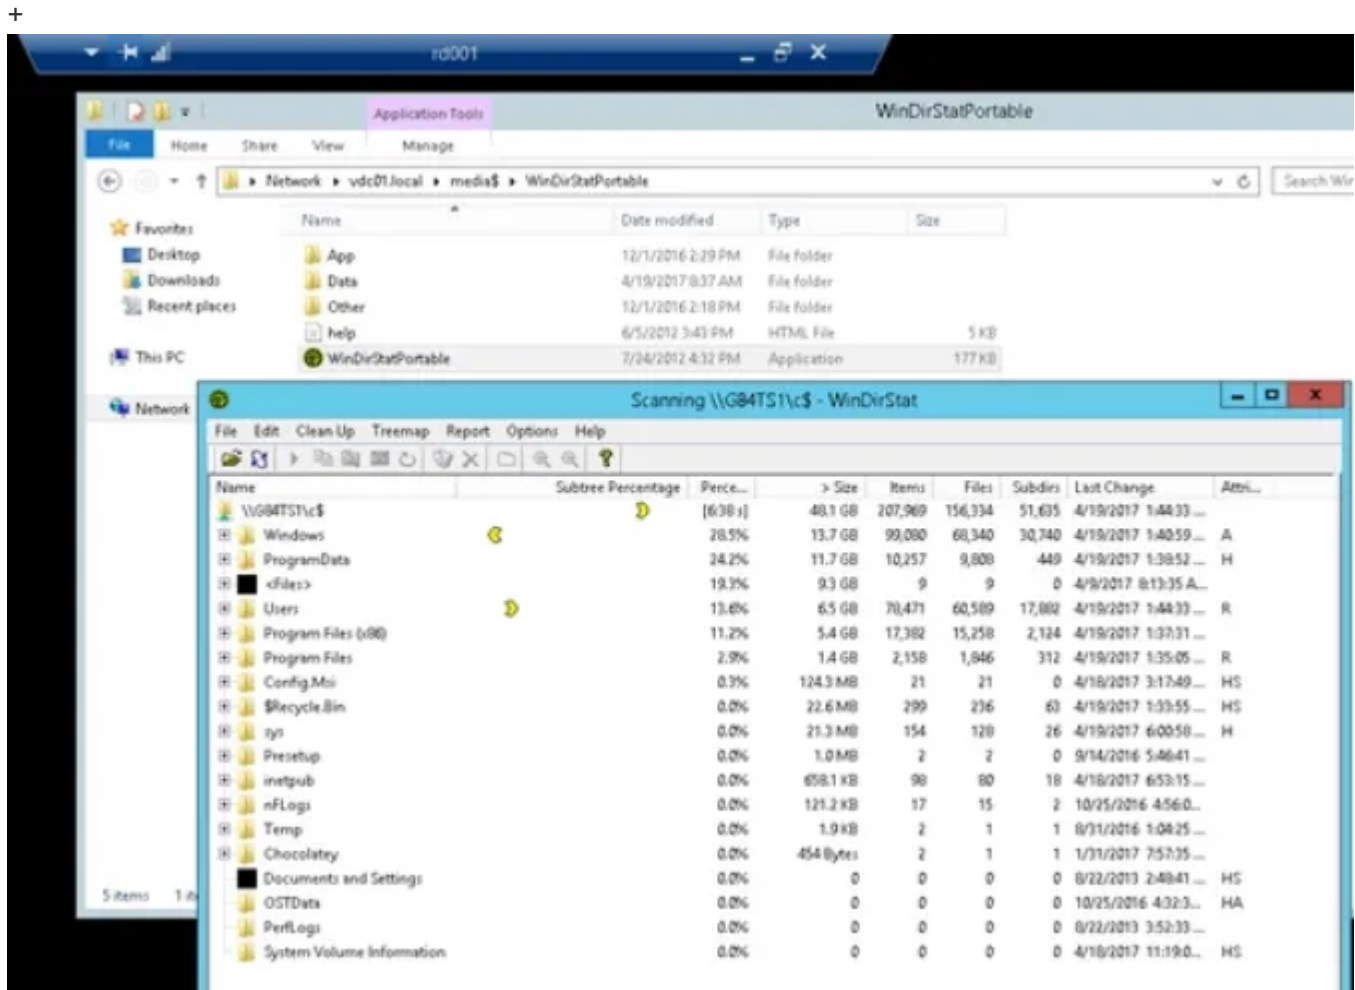 +
rd001
Application Tools WinDirStatPortable
File Home Share View Manage
Network vdc01.local media$ WinDirStatPortable Search Wir
Name Date modified Type Size
Favorites
Desktop App 12/1/2016 2:29 PM File folder
Downloads Data 4/19/2017 8:37 AM File folder
Recent places Other 12/1/2016 2:18 PM File folder
help 6/5/2012 3:43 PM HTML File 5 KB
This PC WinDirStatPortable 7/24/2012 4:32 PM Application 177 KB
Network
Scanning \\GB4TS1\c$ - WinDirStat
File Edit Clean Up Treemap Report Options Help
Name Subtree Percentage Perce... > Size Items Files Subdirs Last Change Attri...
\\GB4TS1\c$ [6:38 s] 48.1 GB 207,969 156,334 51,635 4/19/2017 1:44:33 ...
Windows 28.5% 13.7 GB 99,080 68,340 30,740 4/19/2017 1:40:59 ... A
ProgramData 24.2% 11.7 GB 10,257 9,808 449 4/19/2017 1:38:52 ... H
<Files> 19.3% 9.3 GB 9 9 0 4/9/2017 8:13:35 A...
Users 13.6% 6.5 GB 78,471 60,589 17,882 4/19/2017 1:44:33 ... R
Program Files (x86) 11.2% 5.4 GB 17,382 15,258 2,124 4/19/2017 1:37:31 ...
Program Files 2.9% 1.4 GB 2,158 1,846 312 4/19/2017 1:35:05 ... R
Config.Msi 0.3% 124.3 MB 21 21 0 4/18/2017 3:17:49 ... HS
$Recycle.Bin 0.0% 22.6 MB 299 236 63 4/19/2017 1:33:55 ... HS
sys 0.0% 21.3 MB 154 128 26 4/19/2017 6:00:58 ... H
Presetup 0.0% 1.0 MB 2 2 0 9/14/2016 5:46:41 ...
inetpub 0.0% 658.1 KB 98 80 18 4/18/2017 6:53:15 ...
nFLogs 0.0% 121.2 KB 17 15 2 10/25/2016 4:56:0...
Temp 0.0% 1.9 KB 2 1 1 8/31/2016 1:04:25 ...
Chocolatey 0.0% 454 Bytes 2 1 1 1/31/2017 7:57:35 ...
Documents and Settings 0.0% 0 0 0 0 8/22/2013 2:48:41 ... HS
5 items OSTData 0.0% 0 0 0 0 10/25/2016 4:32:3... HA
PerfLogs 0.0% 0 0 0 0 8/22/2013 3:52:33 ...
System Volume Information 0.0% 0 0 0 0 4/18/2017 11:19:0... HS